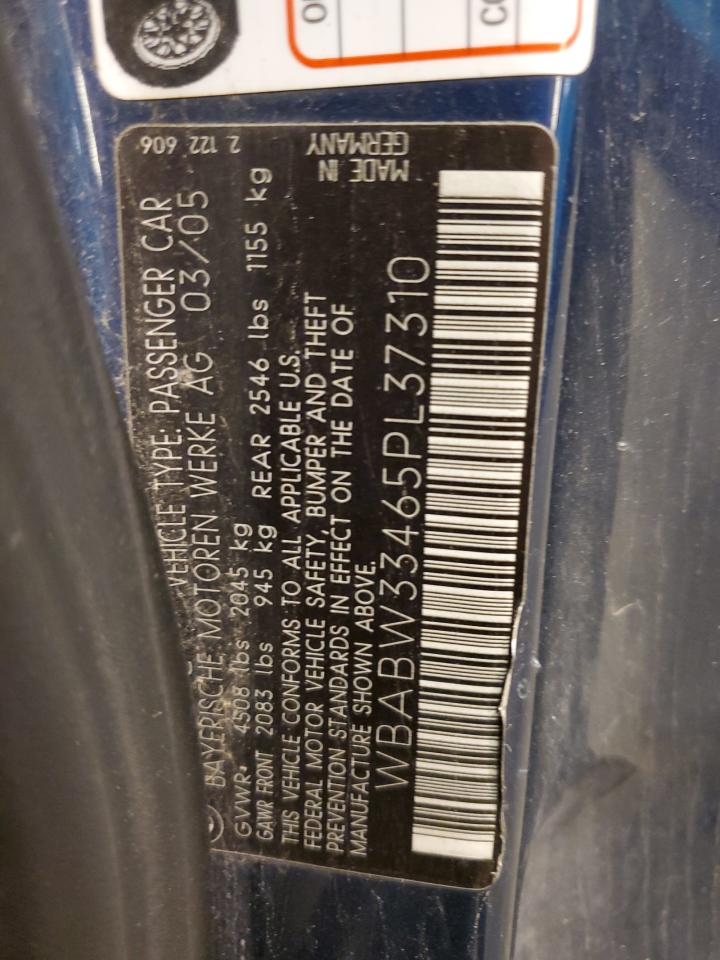 2 122 606
VEHICLE TYPE: PASSENGER CAR
BAYERISCHE MOTOREN WERKE AG 03/05
GVWR: 4508 lbs 2045 kg
GAWR FRONT 2083 lbs 945 kg REAR 2546 lbs 1155 kg
THIS VEHICLE CONFORMS TO ALL APPLICABLE U.S.
FEDERAL MOTOR VEHICLE SAFETY, BUMPER AND THEFT
PREVENTION STANDARDS IN EFFECT ON THE DATE OF
MANUFACTURE SHOWN ABOVE.
MADE IN
GERMANY
WBABW33465PL37310